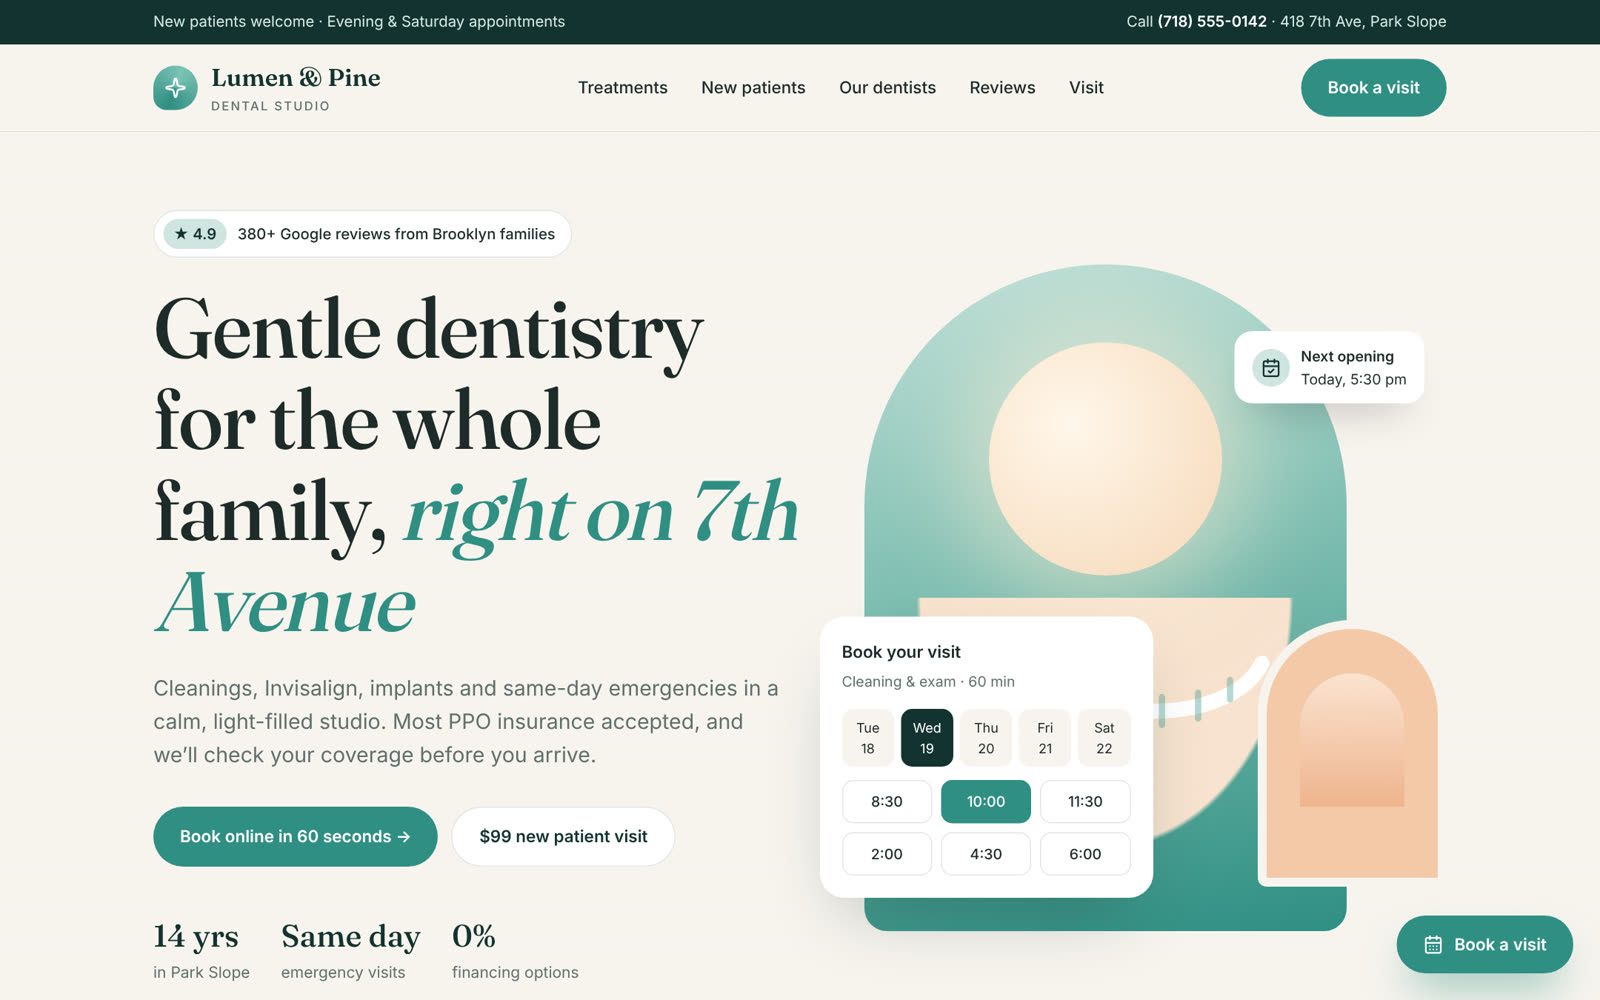 New patients welcome · Evening & Saturday appointments
Call (718) 555-0142 · 418 7th Ave, Park Slope
Lumen & Pine
DENTAL STUDIO
Treatments
New patients
Our dentists
Reviews
Visit
Book a visit
★ 4.9
380+ Google reviews from Brooklyn families
Gentle dentistry
for the whole
family, right on 7th
Avenue
Cleanings, Invisalign, implants and same-day emergencies in a
calm, light-filled studio. Most PPO insurance accepted, and
we’ll check your coverage before you arrive.
Book online in 60 seconds →
$99 new patient visit
14 yrs
in Park Slope
Same day
emergency visits
0%
financing options
Next opening
Today, 5:30 pm
Book your visit
Cleaning & exam · 60 min
Tue
18
Wed
19
Thu
20
Fri
21
Sat
22
8:30
10:00
11:30
2:00
4:30
6:00
Book a visit